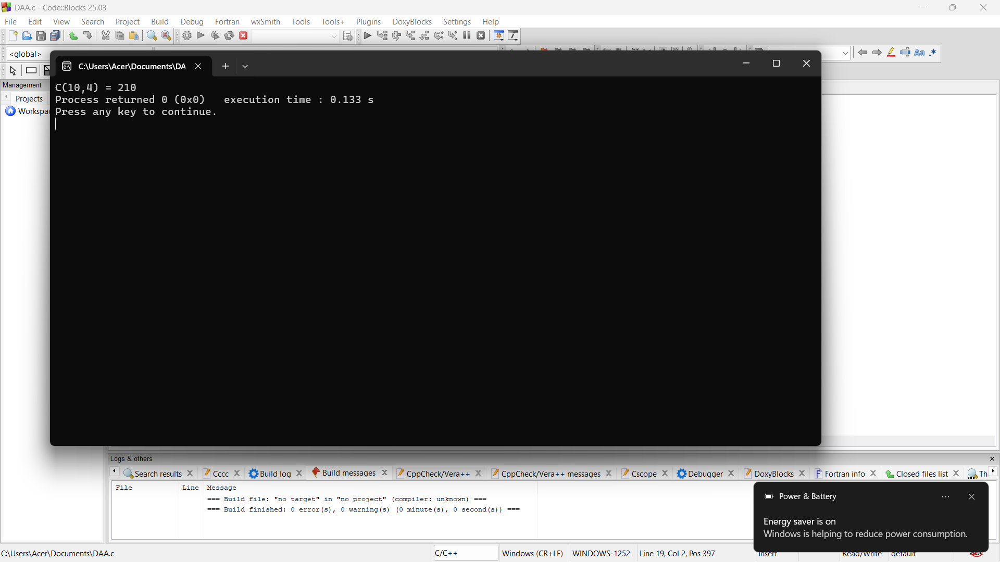 DAA.c - Code::Blocks 25.03
File Edit View Search Project Build Debug Fortran wxSmith Tools Tools+ Plugins DoxyBlocks Settings Help
<global>
C:\Users\Acer\Documents\DA
Management
Projects
Workspac
C(10,4) = 210
Process returned 0 (0x0)   execution time : 0.133 s
Press any key to continue.
Logs & others
Search results Cccc Build log Build messages CppCheck/Vera++ CppCheck/Vera++ messages Cscope Debugger DoxyBlocks Fortran info Closed files list Th
File Line Message
=== Build file: "no target" in "no project" (compiler: unknown) ===
=== Build finished: 0 error(s), 0 warning(s) (0 minute(s), 0 second(s)) ===
Power & Battery
Energy saver is on
Windows is helping to reduce power consumption.
C:\Users\Acer\Documents\DAA.c C/C++ Windows (CR+LF) WINDOWS-1252 Line 19, Col 2, Pos 397 Insert Read/Write default